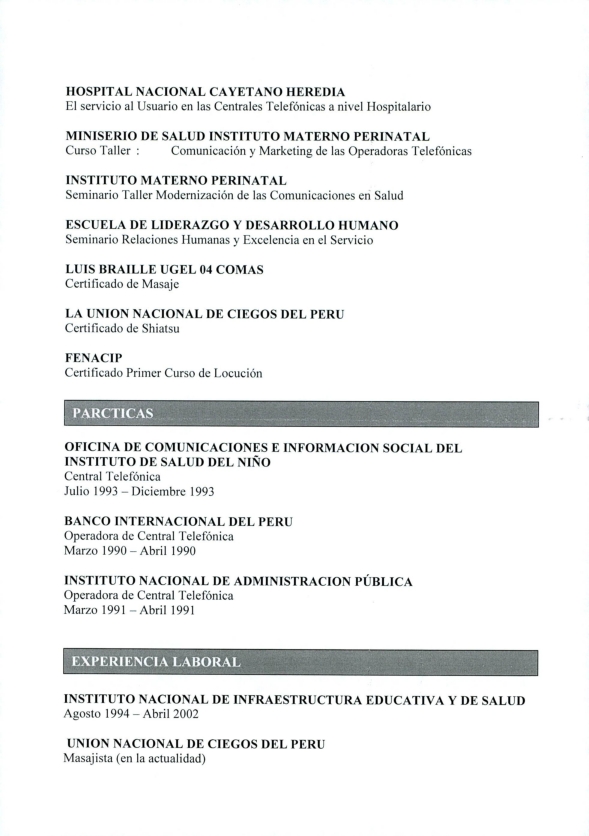 HOSPITAL NACIONAL CAYETANO HEREDIA
El servicio al Usuario en las Centrales Telefónicas a nivel Hospitalario
MINISERIO DE SALUD INSTITUTO MATERNO PERINATAL
Curso Taller : Comunicación y Marketing de las Operadoras Telefónicas
INSTITUTO MATERNO PERINATAL
Seminario Taller Modernización de las Comunicaciones en Salud
ESCUELA DE LIDERAZGO Y DESARROLLO HUMANO
Seminario Relaciones Humanas y Excelencia en el Servicio
LUIS BRAILLE UGEL 04 COMAS
Certificado de Masaje
LA UNION NACIONAL DE CIEGOS DEL PERU
Certificado de Shiatsu
FENACIP
Certificado Primer Curso de Locución
PARCTICAS
OFICINA DE COMUNICACIONES E INFORMACION SOCIAL DEL
INSTITUTO DE SALUD DEL NIÑO
Central Telefónica
Julio 1993 – Diciembre 1993
BANCO INTERNACIONAL DEL PERU
Operadora de Central Telefónica
Marzo 1990 – Abril 1990
INSTITUTO NACIONAL DE ADMINISTRACION PÚBLICA
Operadora de Central Telefónica
Marzo 1991 – Abril 1991
EXPERIENCIA LABORAL
INSTITUTO NACIONAL DE INFRAESTRUCTURA EDUCATIVA Y DE SALUD
Agosto 1994 – Abril 2002
UNION NACIONAL DE CIEGOS DEL PERU
Masajista (en la actualidad)